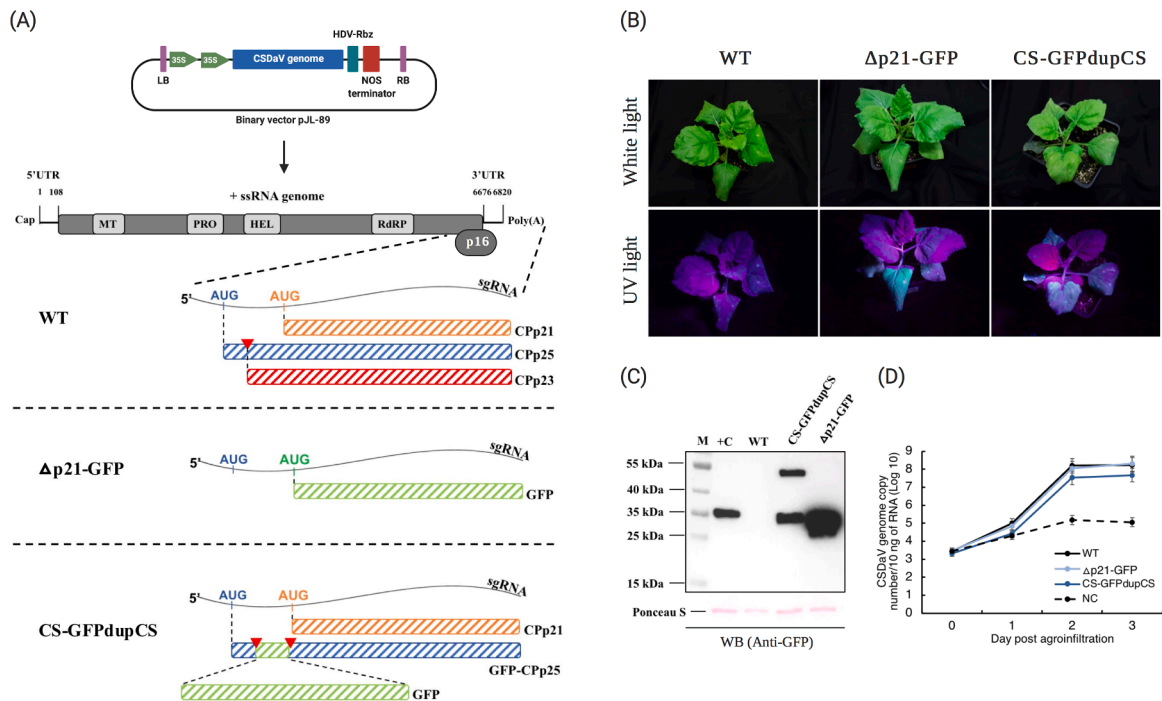 (A)
HDV-Rbz
35S
35S
CSDaV genome
LB
NOS
terminator
RB
Binary vector pJL-89
5'UTR
1 108
+ ssRNA genome
3'UTR
6676 6820
Cap
MT
PRO
HEL
RdRP
Poly(A)
p16
WT
5'
AUG
AUG
sgRNA
CPp21
CPp25
CPp23
Δp21-GFP
5'
AUG
AUG
sgRNA
GFP
CS-GFPdupCS
5'
AUG
AUG
sgRNA
CPp21
GFP-CPp25
GFP
(B)
WT
Δp21-GFP
CS-GFPdupCS
White light
UV light
(C)
M
+C
WT
CS-GFPdupCS
Δp21-GFP
55 kDa
40 kDa
35 kDa
25 kDa
15 kDa
Ponceau S
WB (Anti-GFP)
(D)
CSDaV genome copy
number/10 ng of RNA (Log 10)
9
8
7
6
5
4
3
2
1
0
WT
Δp21-GFP
CS-GFPdupCS
NC
0 1 2 3
Day post agroinfiltration